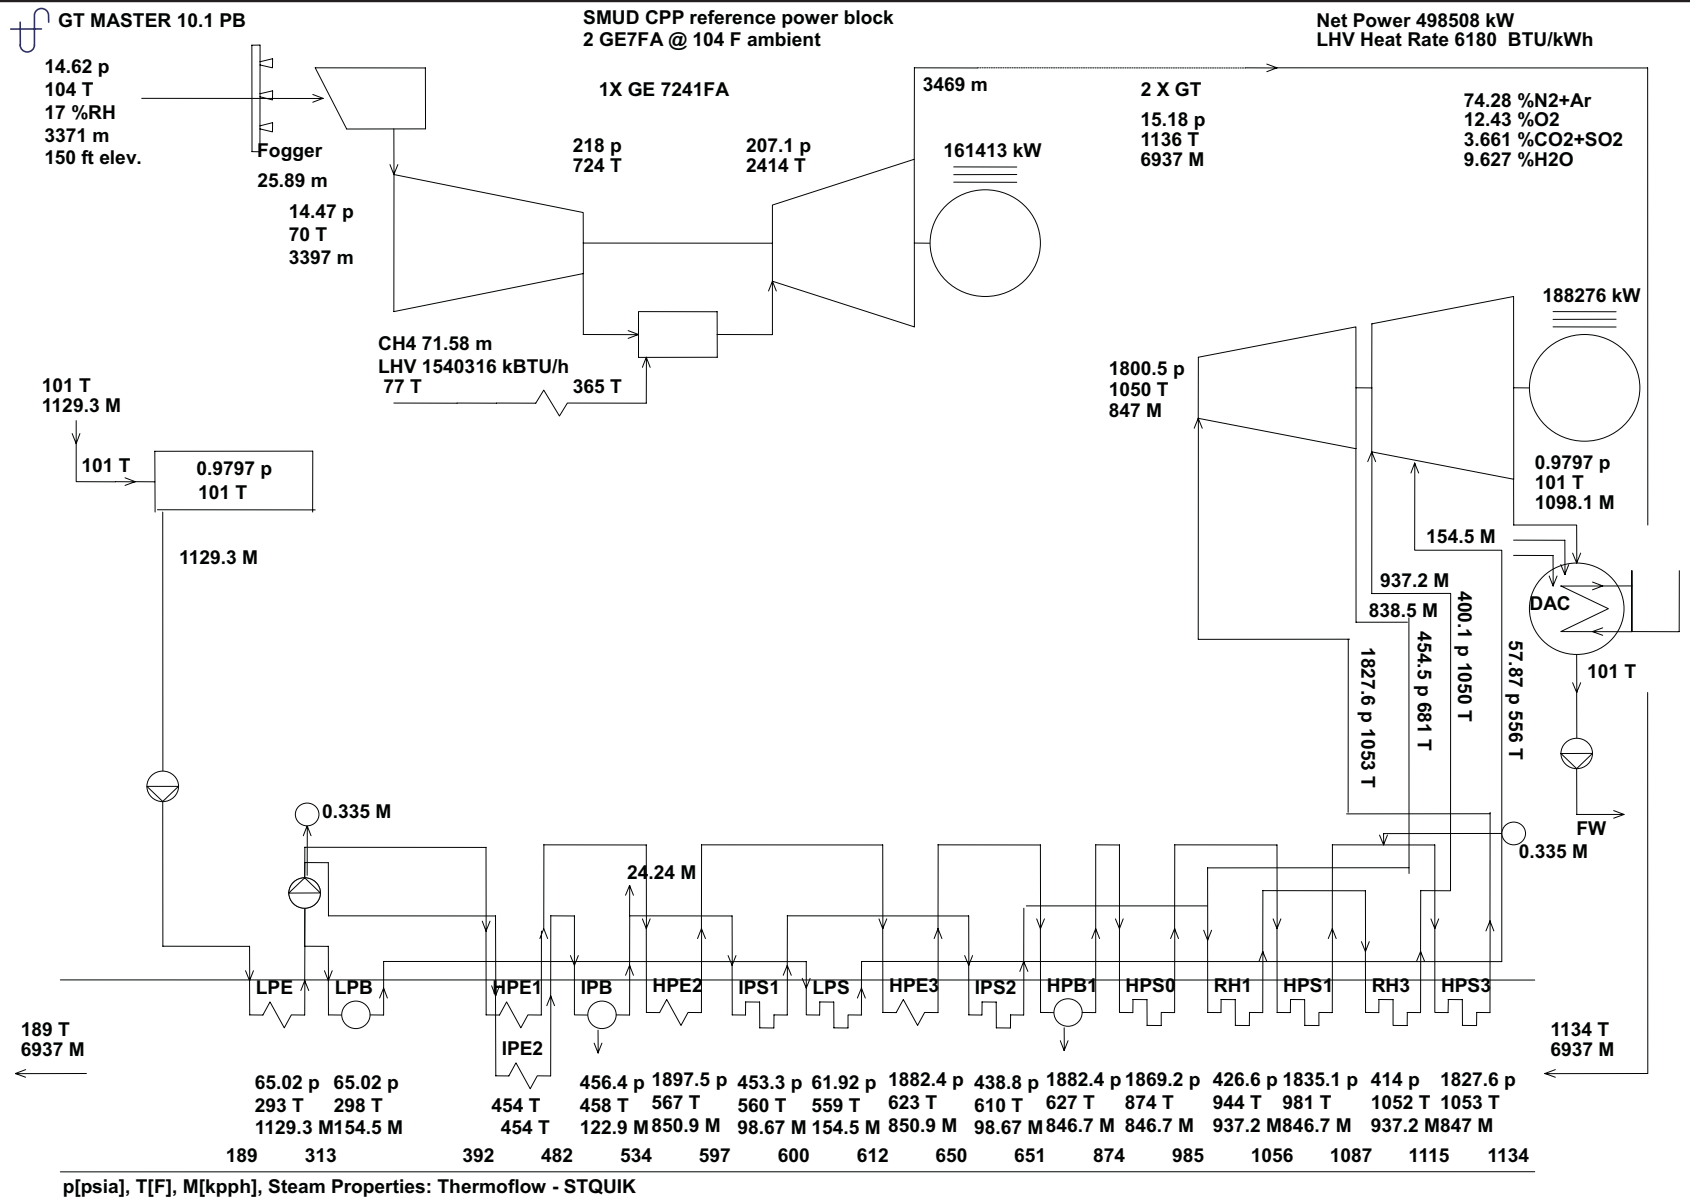 GT MASTER 10.1 PB
SMUD CPP reference power block
2 GE7FA @ 104 F ambient
Net Power 498508 kW
LHV Heat Rate 6180 BTU/kWh
14.62 p
104 T
17 %RH
3371 m
150 ft elev.
Fogger
25.89 m
14.47 p
70 T
3397 m
1X GE 7241FA
218 p
724 T
207.1 p
2414 T
3469 m
161413 kW
2 X GT
15.18 p
1136 T
6937 M
74.28 %N2+Ar
12.43 %O2
3.661 %CO2+SO2
9.627 %H2O
CH4 71.58 m
LHV 1540316 kBTU/h
77 T
365 T
188276 kW
1800.5 p
1050 T
847 M
101 T
1129.3 M
101 T
0.9797 p
101 T
1129.3 M
0.9797 p
101 T
1098.1 M
154.5 M
937.2 M
838.5 M
DAC
101 T
1827.6 p 1053 T
454.5 p 681 T
400.1 p 1050 T
57.87 p 556 T
FW
0.335 M
0.335 M
24.24 M
LPE
LPB
HPE1
IPB
HPE2
IPS1
LPS
HPE3
IPS2
HPB1
HPS0
RH1
HPS1
RH3
HPS3
IPE2
189 T
6937 M
1134 T
6937 M
65.02 p
293 T
1129.3 M
65.02 p
298 T
154.5 M
454 T
454 T
456.4 p
458 T
122.9 M
1897.5 p
567 T
850.9 M
453.3 p
560 T
98.67 M
61.92 p
559 T
154.5 M
1882.4 p
623 T
850.9 M
438.8 p
610 T
98.67 M
1882.4 p
627 T
846.7 M
1869.2 p
874 T
846.7 M
426.6 p
944 T
937.2 M
1835.1 p
981 T
846.7 M
414 p
1052 T
937.2 M
1827.6 p
1053 T
847 M
189 313 392 482 534 597 600 612 650 651 874 985 1056 1087 1115 1134
p[psia], T[F], M[kpph], Steam Properties: Thermoflow - STQUIK